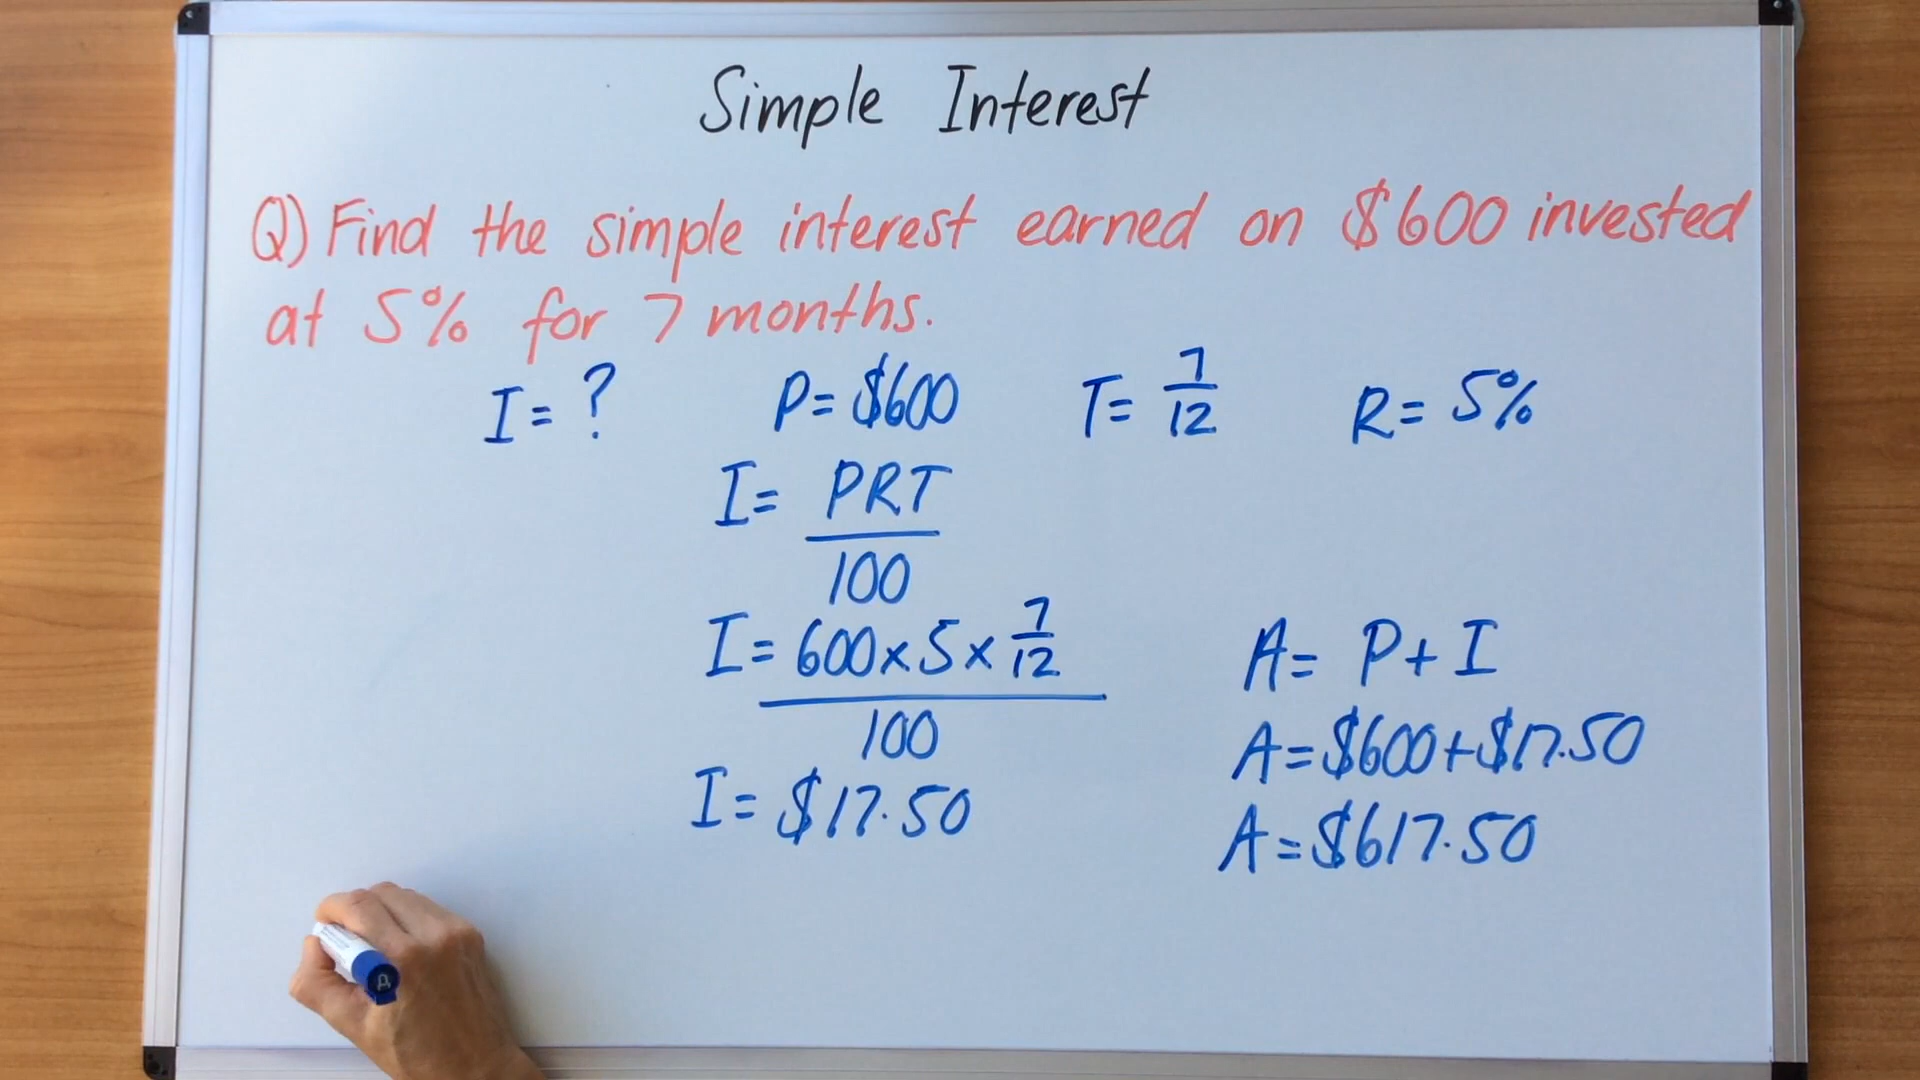 Simple Interest
Q) Find the simple interest earned on $600 invested
at 5% for 7 months.
I = ? P = $600 T = 7/12 R = 5%
I = PRT
100
I = 600 x 5 x 7/12
100
I = $17.50
A = P + I
A = $600 + $17.50
A = $617.50